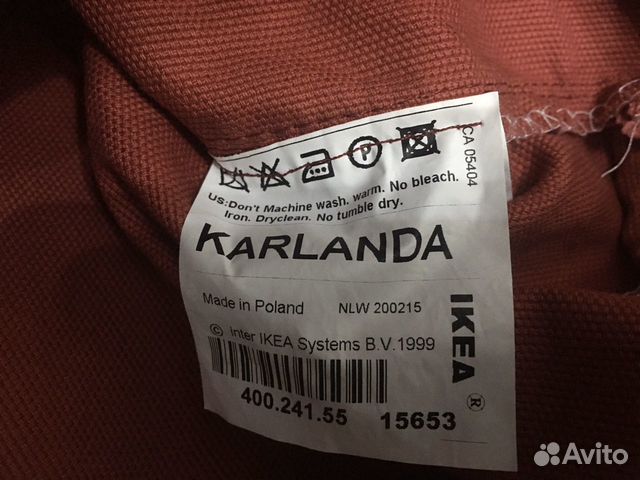 P
CA 05404
US:Don't Machine wash. warm. No bleach.
Iron. Dryclean. No tumble dry.
KARLANDA
Made in Poland NLW 200215
© Inter IKEA Systems B.V.1999
IKEA ®
400.241.55 15653
Avito